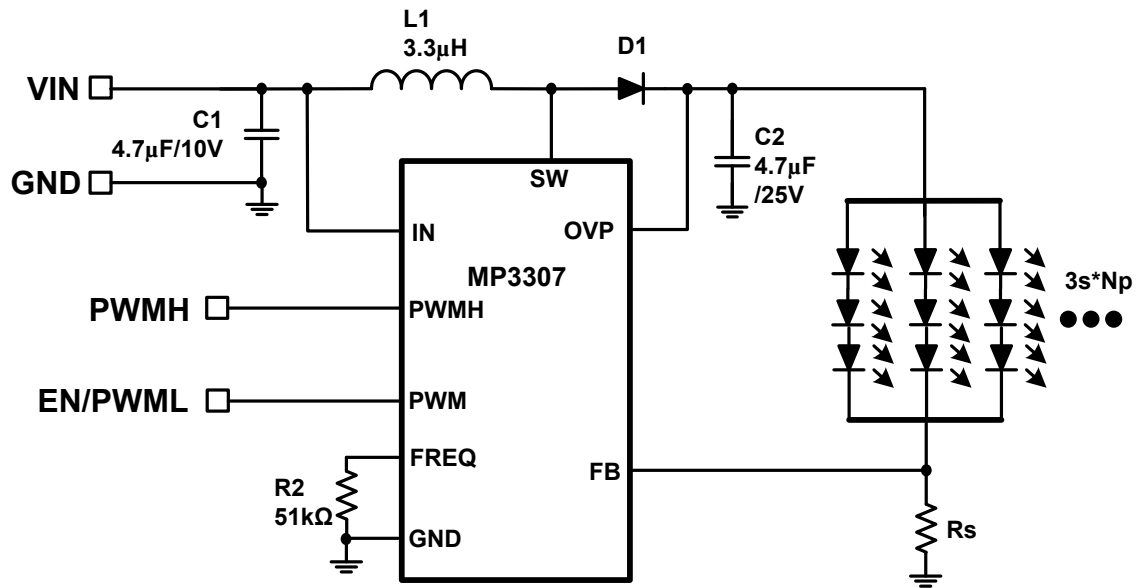 L1
3.3μH
D1
VIN
C1
4.7μF/10V
GND
C2
4.7μF
/25V
SW
IN
OVP
MP3307
3s*Np
PWMH
PWMH
EN/PWML
PWM
FREQ
R2
51kΩ
FB
GND
Rs